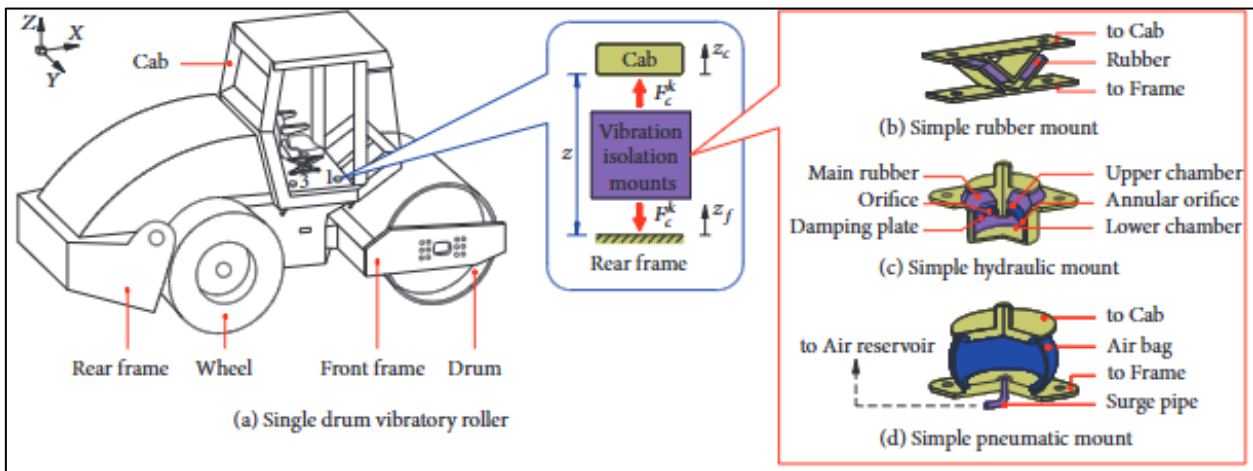 Z
X
Y
Cab
3
1
Rear frame
Wheel
Front frame
Drum
(a) Single drum vibratory roller
Cab
z_c
F_c^k
z
Vibration
isolation
mounts
F_c^k
z_f
Rear frame
to Cab
Rubber
to Frame
(b) Simple rubber mount
Main rubber
Orifice
Damping plate
Upper chamber
Annular orifice
Lower chamber
(c) Simple hydraulic mount
to Air reservoir
to Cab
Air bag
to Frame
Surge pipe
(d) Simple pneumatic mount